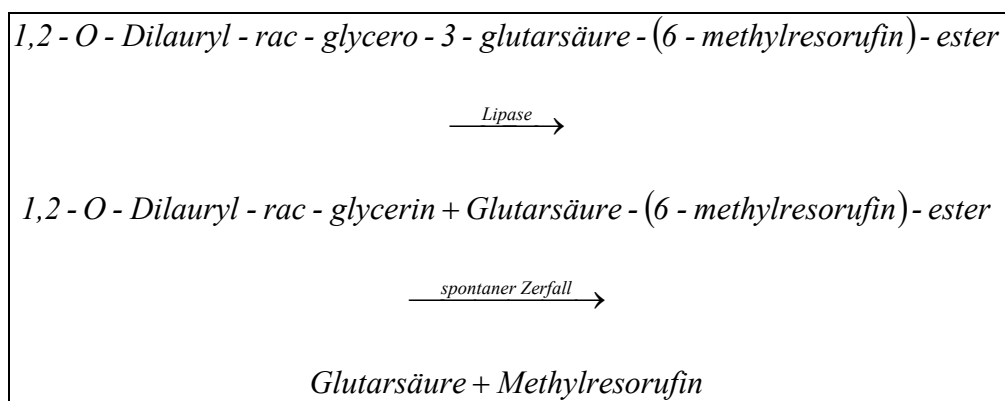 1,2 - O - Dilauryl - rac - glycero - 3 - glutarsäure - (6 - methylresorufin) - ester
Lipase
1,2 - O - Dilauryl - rac - glycerin + Glutarsäure - (6 - methylresorufin) - ester
spontaner Zerfall
Glutarsäure + Methylresorufin